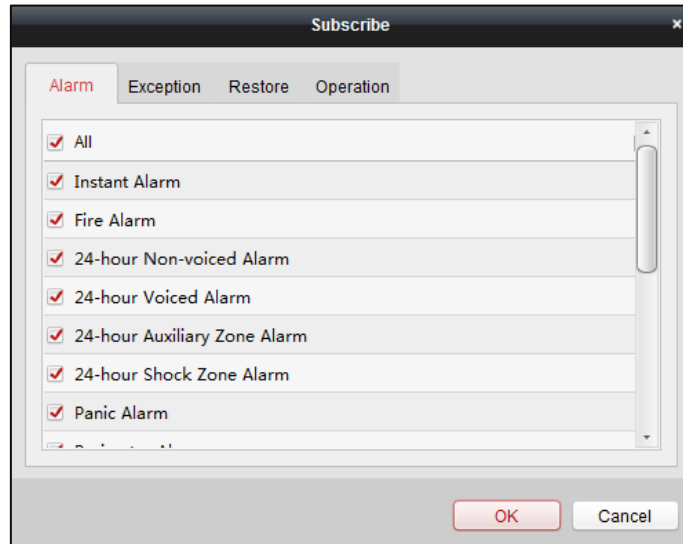 Subscribe
Alarm Exception Restore Operation
All
Instant Alarm
Fire Alarm
24-hour Non-voiced Alarm
24-hour Voiced Alarm
24-hour Auxiliary Zone Alarm
24-hour Shock Zone Alarm
Panic Alarm
OK Cancel